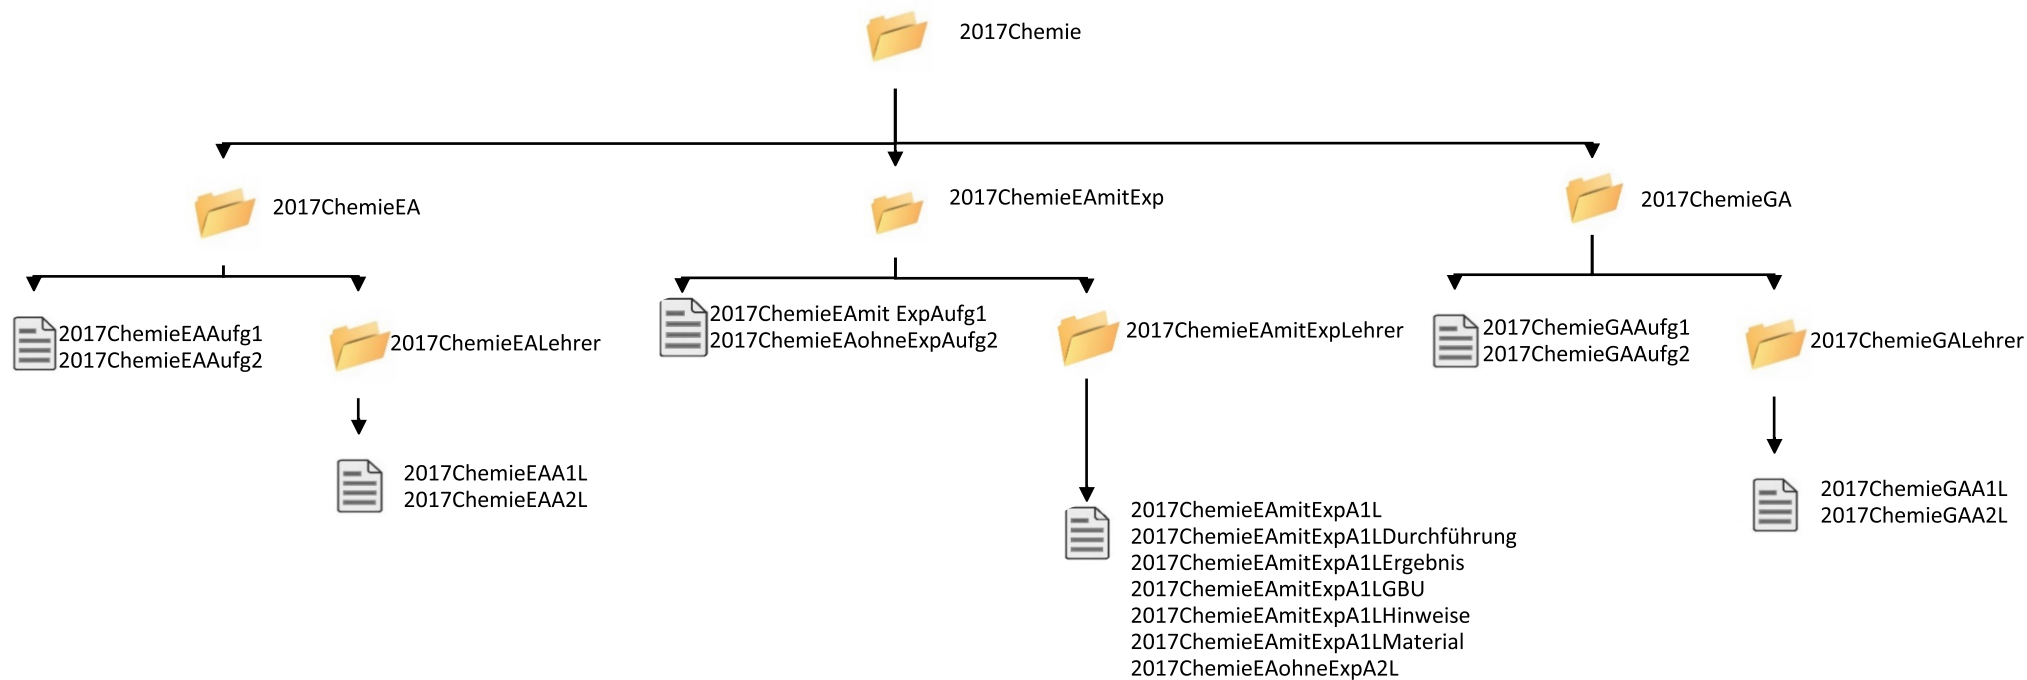 2017Chemie
2017ChemieEA
2017ChemieEAmitExp
2017ChemieGA
2017ChemieEAAufg1
2017ChemieEAAufg2
2017ChemieEALehrer
2017ChemieEAmit ExpAufg1
2017ChemieEAohneExpAufg2
2017ChemieEAmitExpLehrer
2017ChemieGAAufg1
2017ChemieGAAufg2
2017ChemieGALehrer
2017ChemieEAA1L
2017ChemieEAA2L
2017ChemieEAmitExpA1L
2017ChemieEAmitExpA1LDurchführung
2017ChemieEAmitExpA1LErgebnis
2017ChemieEAmitExpA1LGBU
2017ChemieEAmitExpA1LHinweise
2017ChemieEAmitExpA1LMaterial
2017ChemieEAohneExpA2L
2017ChemieGAA1L
2017ChemieGAA2L